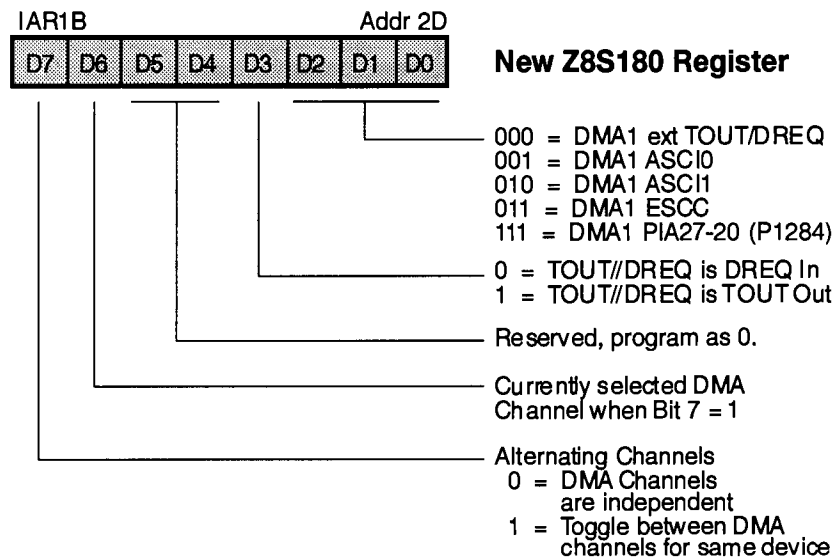 IAR1B Addr 2D
D7 D6 D5 D4 D3 D2 D1 D0
New Z8S180 Register
000 = DMA1 ext TOUT/DREQ
001 = DMA1 ASCI0
010 = DMA1 ASCI1
011 = DMA1 ESCC
111 = DMA1 PIA27-20 (P1284)
0 = TOUT//DREQ is DREQ In
1 = TOUT//DREQ is TOUT Out
Reserved, program as 0.
Currently selected DMA
Channel when Bit 7 = 1
Alternating Channels
0 = DMA Channels
are independent
1 = Toggle between DMA
channels for same device